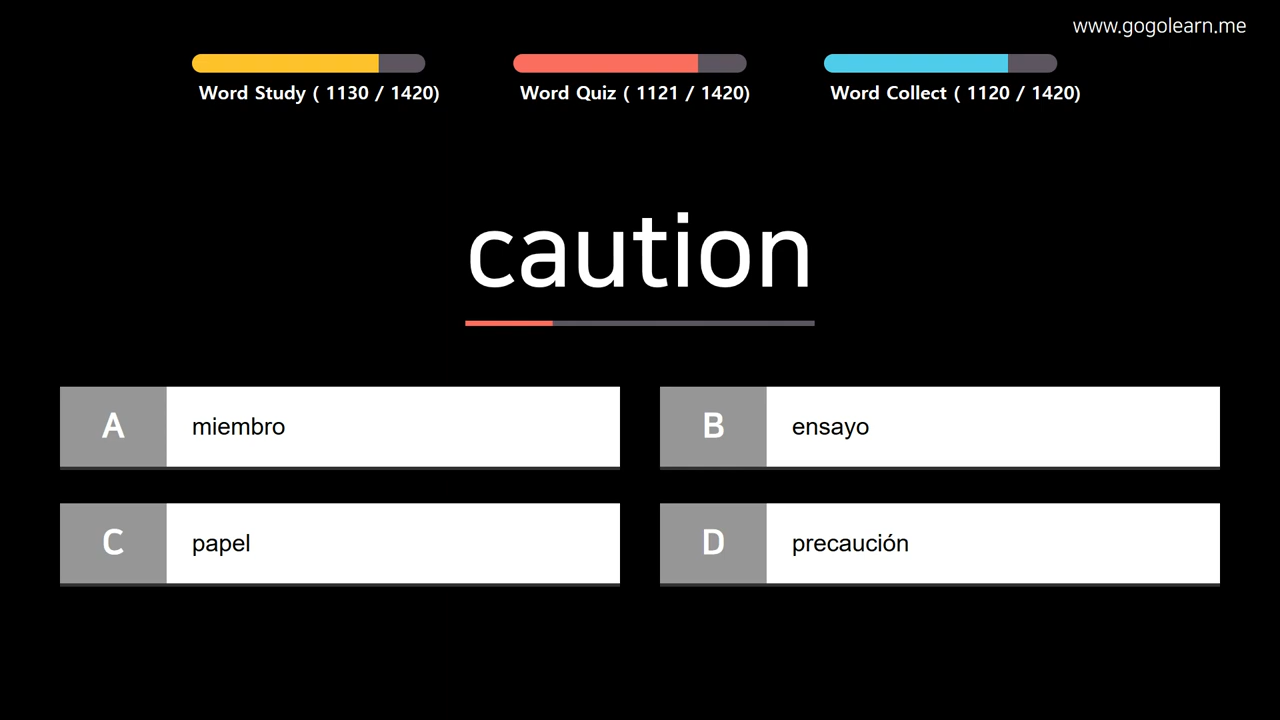 www.gogolearn.me
Word Study ( 1130 / 1420)
Word Quiz ( 1121 / 1420)
Word Collect ( 1120 / 1420)
caution
A
miembro
B
ensayo
C
papel
D
precaución